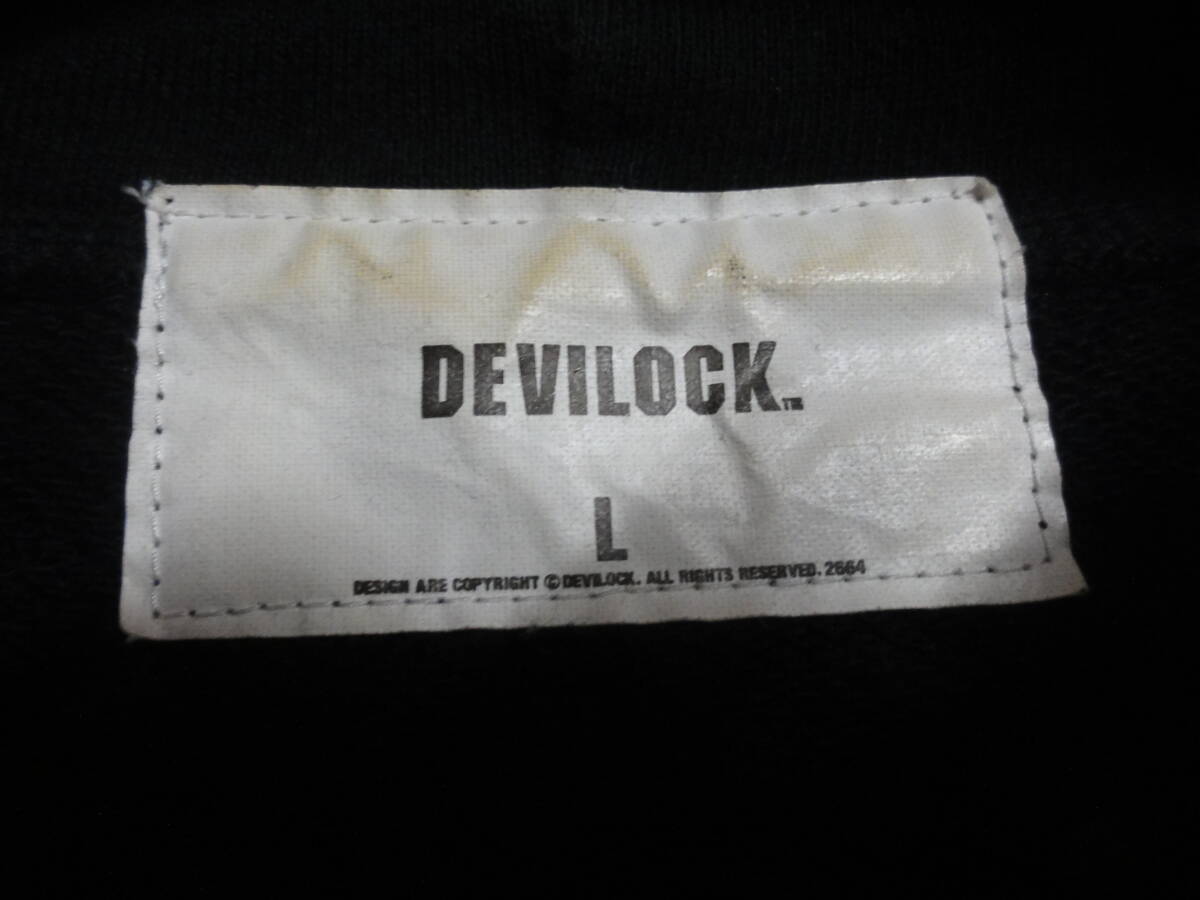 DEVILOCK.™
L
DESIGN ARE COPYRIGHT ©DEVILOCK. ALL RIGHTS RESERVED. 2664